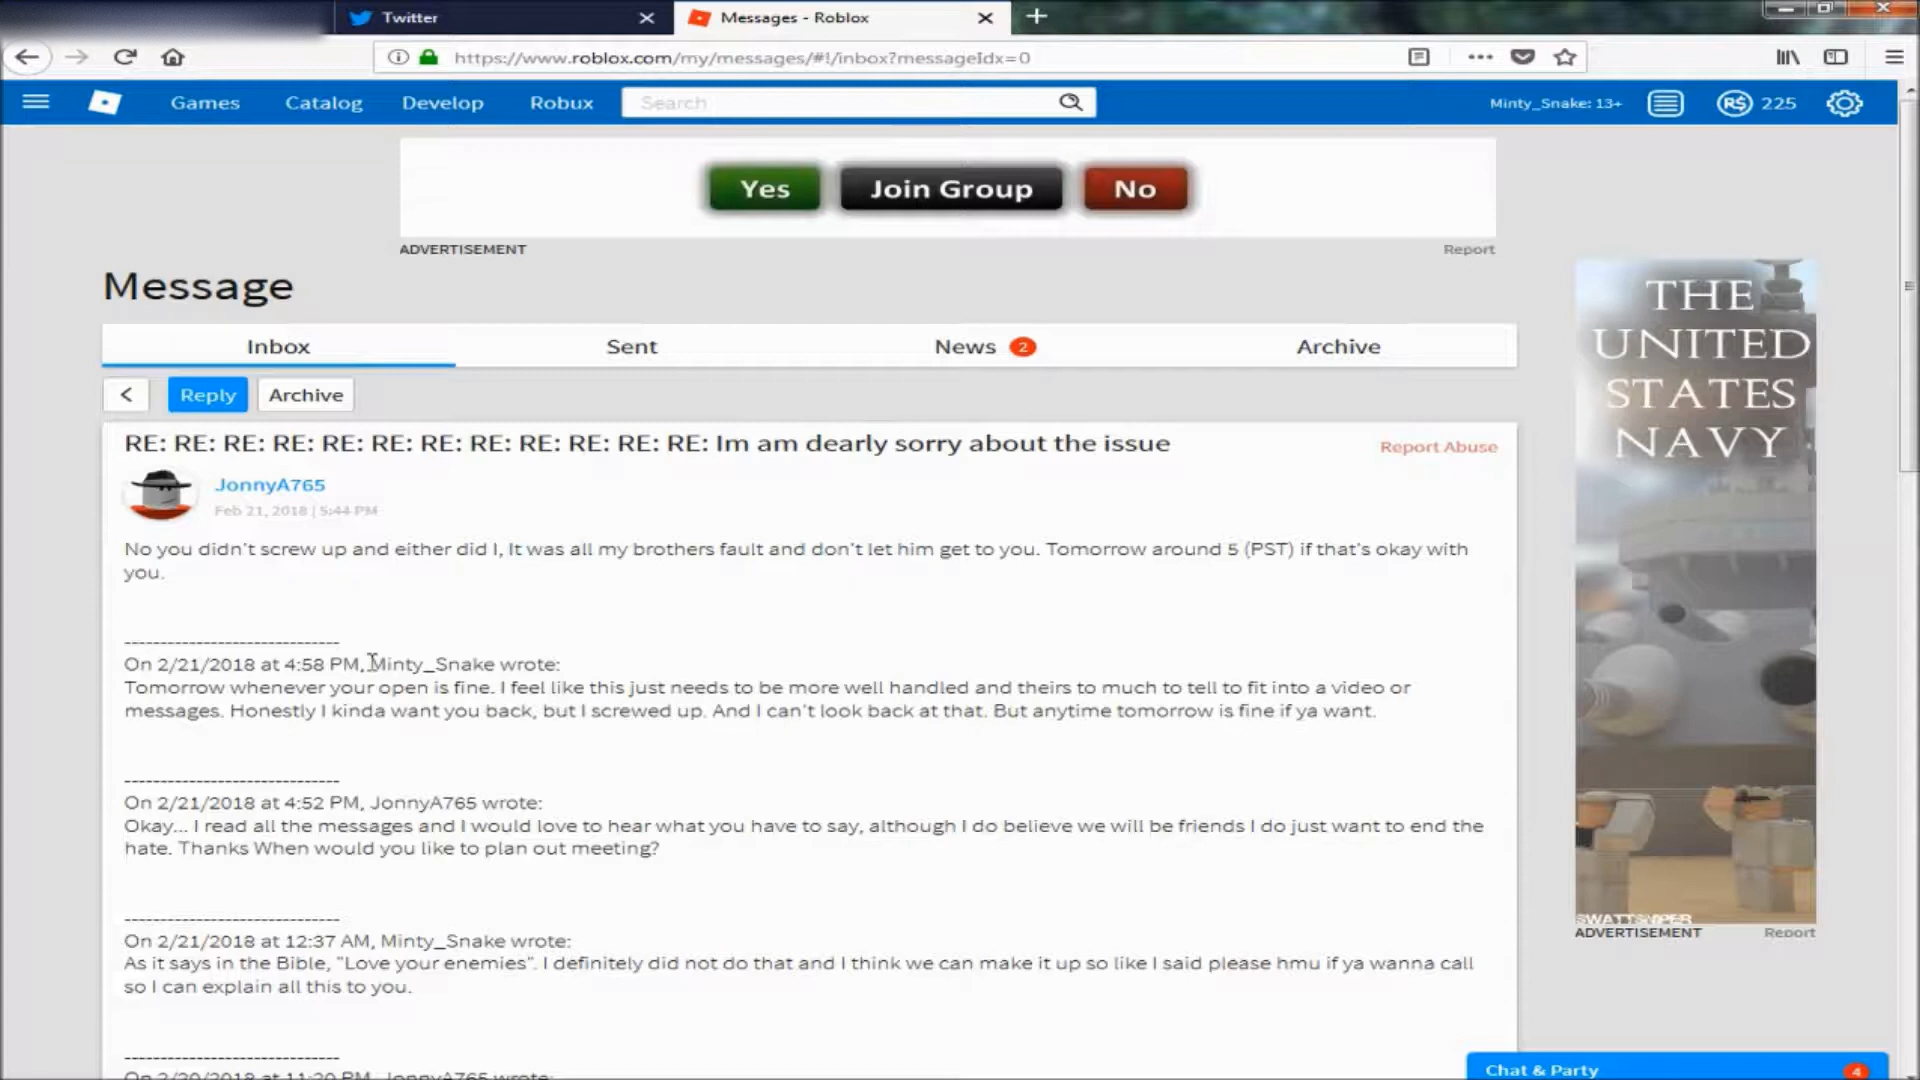 Twitter
Messages - Roblox
https://www.roblox.com/my/messages/#!/inbox?messageIdx=0
Games
Catalog
Develop
Robux
Search
Minty_Snake: 13+
R$ 225
Yes
Join Group
No
ADVERTISEMENT
Report
Message
THE
UNITED
STATES
NAVY
Inbox
Sent
News 2
Archive
Reply
Archive
RE: RE: RE: RE: RE: RE: RE: RE: RE: RE: RE: RE: Im am dearly sorry about the issue
Report Abuse
JonnyA765
Feb 21, 2018 | 5:44 PM
No you didn't screw up and either did I, It was all my brothers fault and don't let him get to you. Tomorrow around 5 (PST) if that's okay with
you.
------------------------------
On 2/21/2018 at 4:58 PM, Minty_Snake wrote:
Tomorrow whenever your open is fine. I feel like this just needs to be more well handled and theirs to much to tell to fit into a video or
messages. Honestly I kinda want you back, but I screwed up. And I can't look back at that. But anytime tomorrow is fine if ya want.
------------------------------
On 2/21/2018 at 4:52 PM, JonnyA765 wrote:
Okay... I read all the messages and I would love to hear what you have to say, although I do believe we will be friends I do just want to end the
hate. Thanks When would you like to plan out meeting?
------------------------------
On 2/21/2018 at 12:37 AM, Minty_Snake wrote:
As it says in the Bible, "Love your enemies". I definitely did not do that and I think we can make it up so like I said please hmu if ya wanna call
so I can explain all this to you.
------------------------------
On 2/20/2018 at 11:20 PM, JonnyA765 wrote:
SWATTSNIPER
ADVERTISEMENT
Report
Chat & Party
4